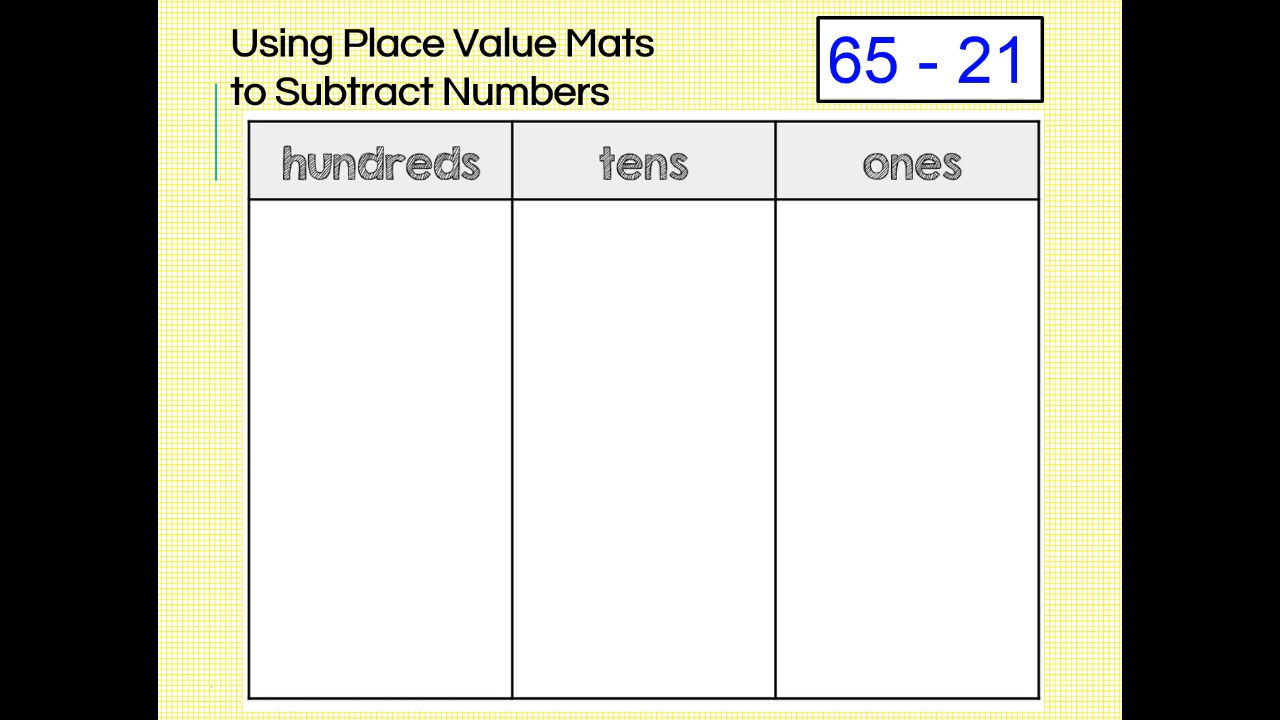 Using Place Value Mats
to Subtract Numbers
65 - 21
hundreds tens ones